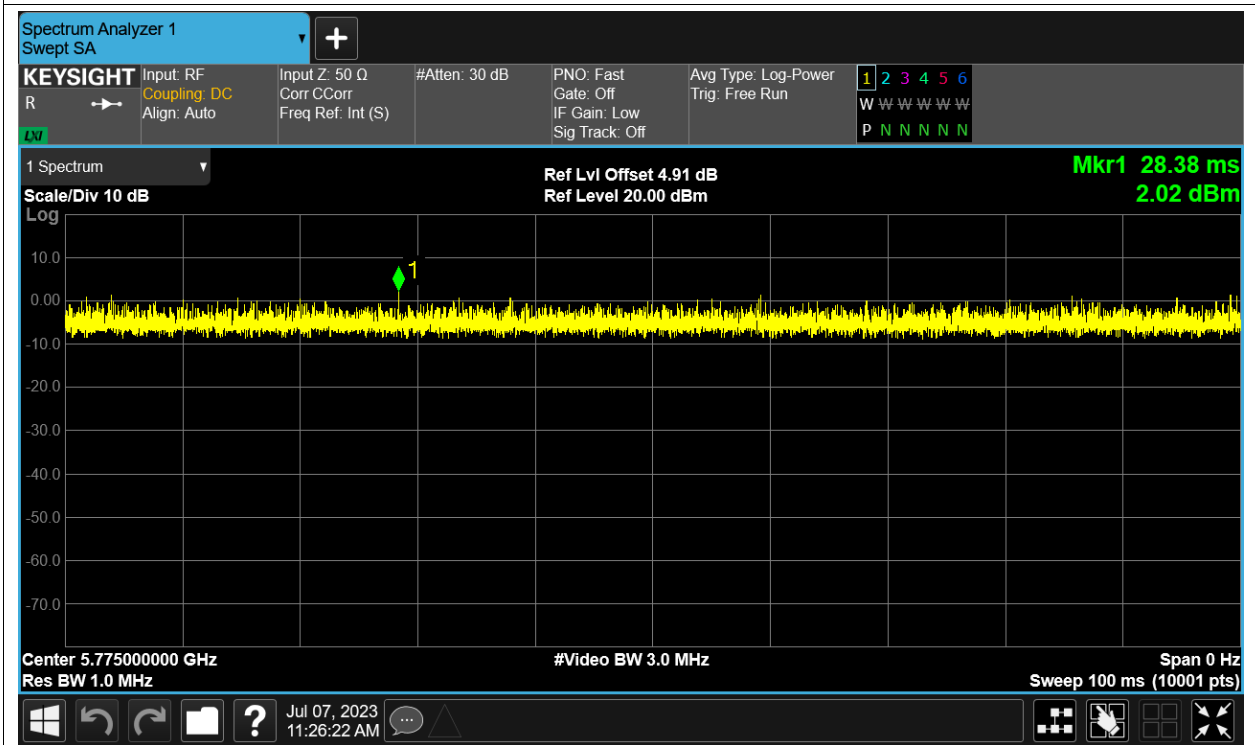 Spectrum Analyzer 1
Swept SA
KEYSIGHT
R
LXI
Input: RF
Coupling: DC
Align: Auto
Input Z: 50 Ω
Corr CCorr
Freq Ref: Int (S)
#Atten: 30 dB
PNO: Fast
Gate: Off
IF Gain: Low
Sig Track: Off
Avg Type: Log-Power
Trig: Free Run
1 2 3 4 5 6
W W W W W W
P N N N N N
1 Spectrum
Scale/Div 10 dB
Ref Lvl Offset 4.91 dB
Ref Level 20.00 dBm
Mkr1 28.38 ms
2.02 dBm
Log
10.0
0.00
-10.0
-20.0
-30.0
-40.0
-50.0
-60.0
-70.0
1
Center 5.775000000 GHz
Res BW 1.0 MHz
#Video BW 3.0 MHz
Span 0 Hz
Sweep 100 ms (10001 pts)
?
Jul 07, 2023
11:26:22 AM